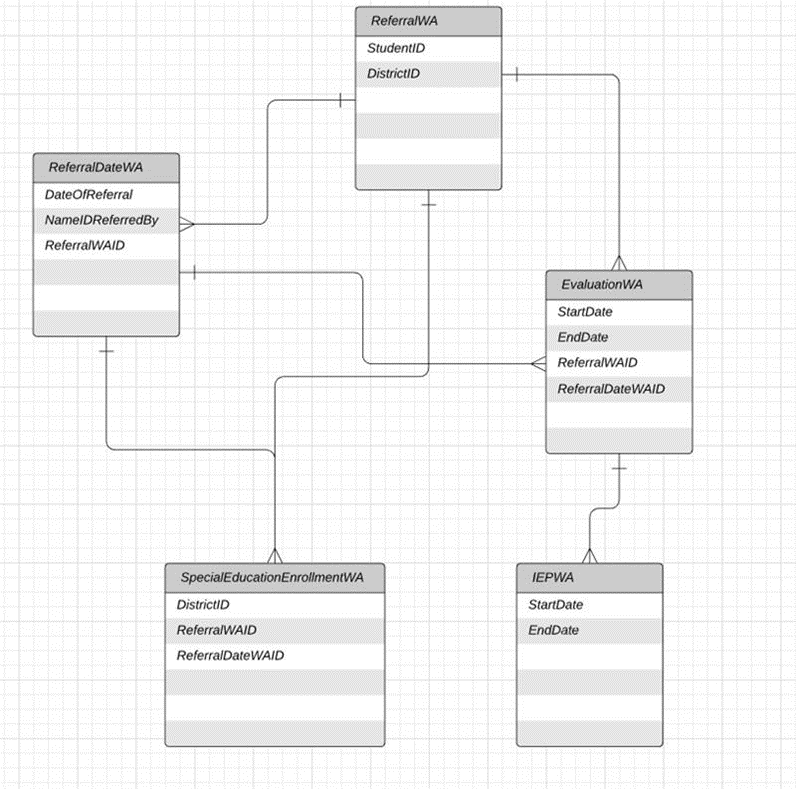 ReferralWA
StudentID
DistrictID
ReferralDateWA
DateOfReferral
NameIDReferredBy
ReferralWAID
EvaluationWA
StartDate
EndDate
ReferralWAID
ReferralDateWAID
SpecialEducationEnrollmentWA
DistrictID
ReferralWAID
ReferralDateWAID
IEPWA
StartDate
EndDate